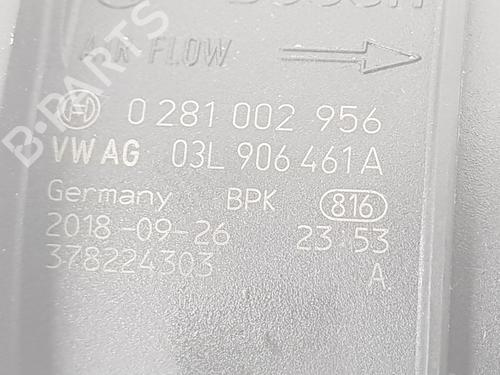 BOSCH
AIR FLOW
0 281 002 956
VW AG 03L 906 461 A
Germany BPK 816
2018-09-26 23:53
378224303 A
B-PARTS